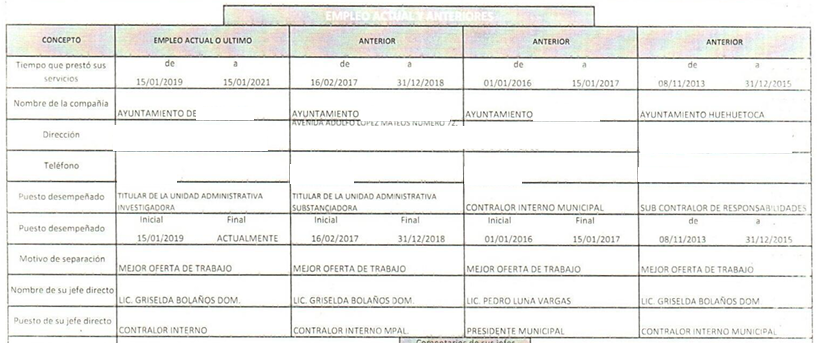 EMPLEO ACTUAL Y ANTERIORES
CONCEPTO EMPLEO ACTUAL O ULTIMO ANTERIOR ANTERIOR ANTERIOR
Tiempo que prestó sus servicios de a de a de a de a
15/01/2019 15/01/2021 16/02/2017 31/12/2018 01/01/2016 15/01/2017 08/11/2013 31/12/2015
Nombre de la compañía AYUNTAMIENTO DE AYUNTAMIENTO AYUNTAMIENTO AYUNTAMIENTO HUEHUETOCA
Dirección AVENIDA ADOLFO LOPEZ MATEOS NUMERO 72.
Teléfono
Puesto desempeñado TITULAR DE LA UNIDAD ADMINISTRATIVA INVESTIGADORA TITULAR DE LA UNIDAD ADMINISTRATIVA SUBSTANCIADORA CONTRALOR INTERNO MUNICIPAL SUB CONTRALOR DE RESPONSABILIDADES
Puesto desempeñado Inicial Final Inicial Final Inicial Final de a
15/01/2019 ACTUALMENTE 16/02/2017 31/12/2018 01/01/2016 15/01/2017 08/11/2013 31/12/2015
Motivo de separación MEJOR OFERTA DE TRABAJO MEJOR OFERTA DE TRABAJO MEJOR OFERTA DE TRABAJO MEJOR OFERTA DE TRABAJO
Nombre de su jefe directo LIC. GRISELDA BOLAÑOS DOM. LIC. GRISELDA BOLAÑOS DOM. LIC. PEDRO LUNA VARGAS LIC. GRISELDA BOLAÑOS DOM
Puesto de su jefe directo CONTRALOR INTERNO CONTRALOR INTERNO MPAL. PRESIDENTE MUNICIPAL CONTRALOR INTERNO MUNICIPAL
Comentarios de sus jefes